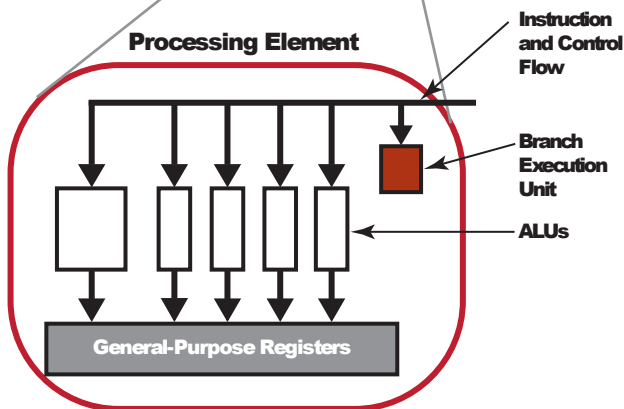 Processing Element
Instruction
and Control
Flow
Branch
Execution
Unit
ALUs
General-Purpose Registers